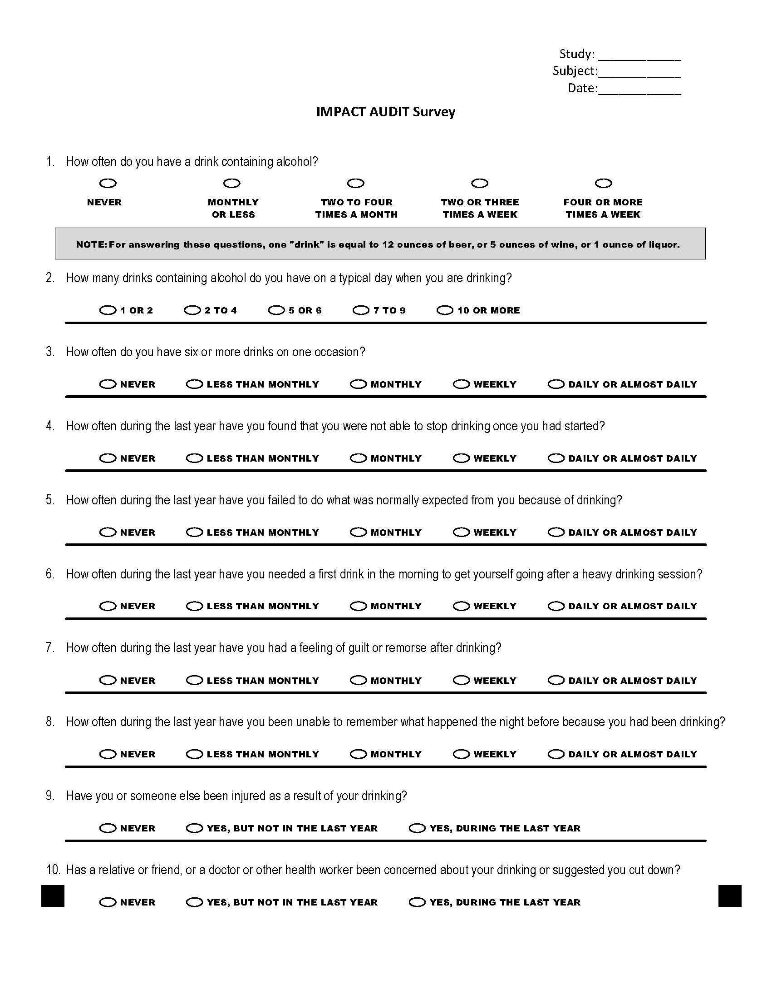 Study: ____________
Subject:____________
Date:____________
IMPACT AUDIT Survey
1. How often do you have a drink containing alcohol?
NEVER MONTHLY OR LESS TWO TO FOUR TIMES A MONTH TWO OR THREE TIMES A WEEK FOUR OR MORE TIMES A WEEK
NOTE: For answering these questions, one "drink" is equal to 12 ounces of beer, or 5 ounces of wine, or 1 ounce of liquor.
2. How many drinks containing alcohol do you have on a typical day when you are drinking?
1 OR 2 2 TO 4 5 OR 6 7 TO 9 10 OR MORE
3. How often do you have six or more drinks on one occasion?
NEVER LESS THAN MONTHLY MONTHLY WEEKLY DAILY OR ALMOST DAILY
4. How often during the last year have you found that you were not able to stop drinking once you had started?
NEVER LESS THAN MONTHLY MONTHLY WEEKLY DAILY OR ALMOST DAILY
5. How often during the last year have you failed to do what was normally expected from you because of drinking?
NEVER LESS THAN MONTHLY MONTHLY WEEKLY DAILY OR ALMOST DAILY
6. How often during the last year have you needed a first drink in the morning to get yourself going after a heavy drinking session?
NEVER LESS THAN MONTHLY MONTHLY WEEKLY DAILY OR ALMOST DAILY
7. How often during the last year have you had a feeling of guilt or remorse after drinking?
NEVER LESS THAN MONTHLY MONTHLY WEEKLY DAILY OR ALMOST DAILY
8. How often during the last year have you been unable to remember what happened the night before because you had been drinking?
NEVER LESS THAN MONTHLY MONTHLY WEEKLY DAILY OR ALMOST DAILY
9. Have you or someone else been injured as a result of your drinking?
NEVER YES, BUT NOT IN THE LAST YEAR YES, DURING THE LAST YEAR
10. Has a relative or friend, or a doctor or other health worker been concerned about your drinking or suggested you cut down?
NEVER YES, BUT NOT IN THE LAST YEAR YES, DURING THE LAST YEAR